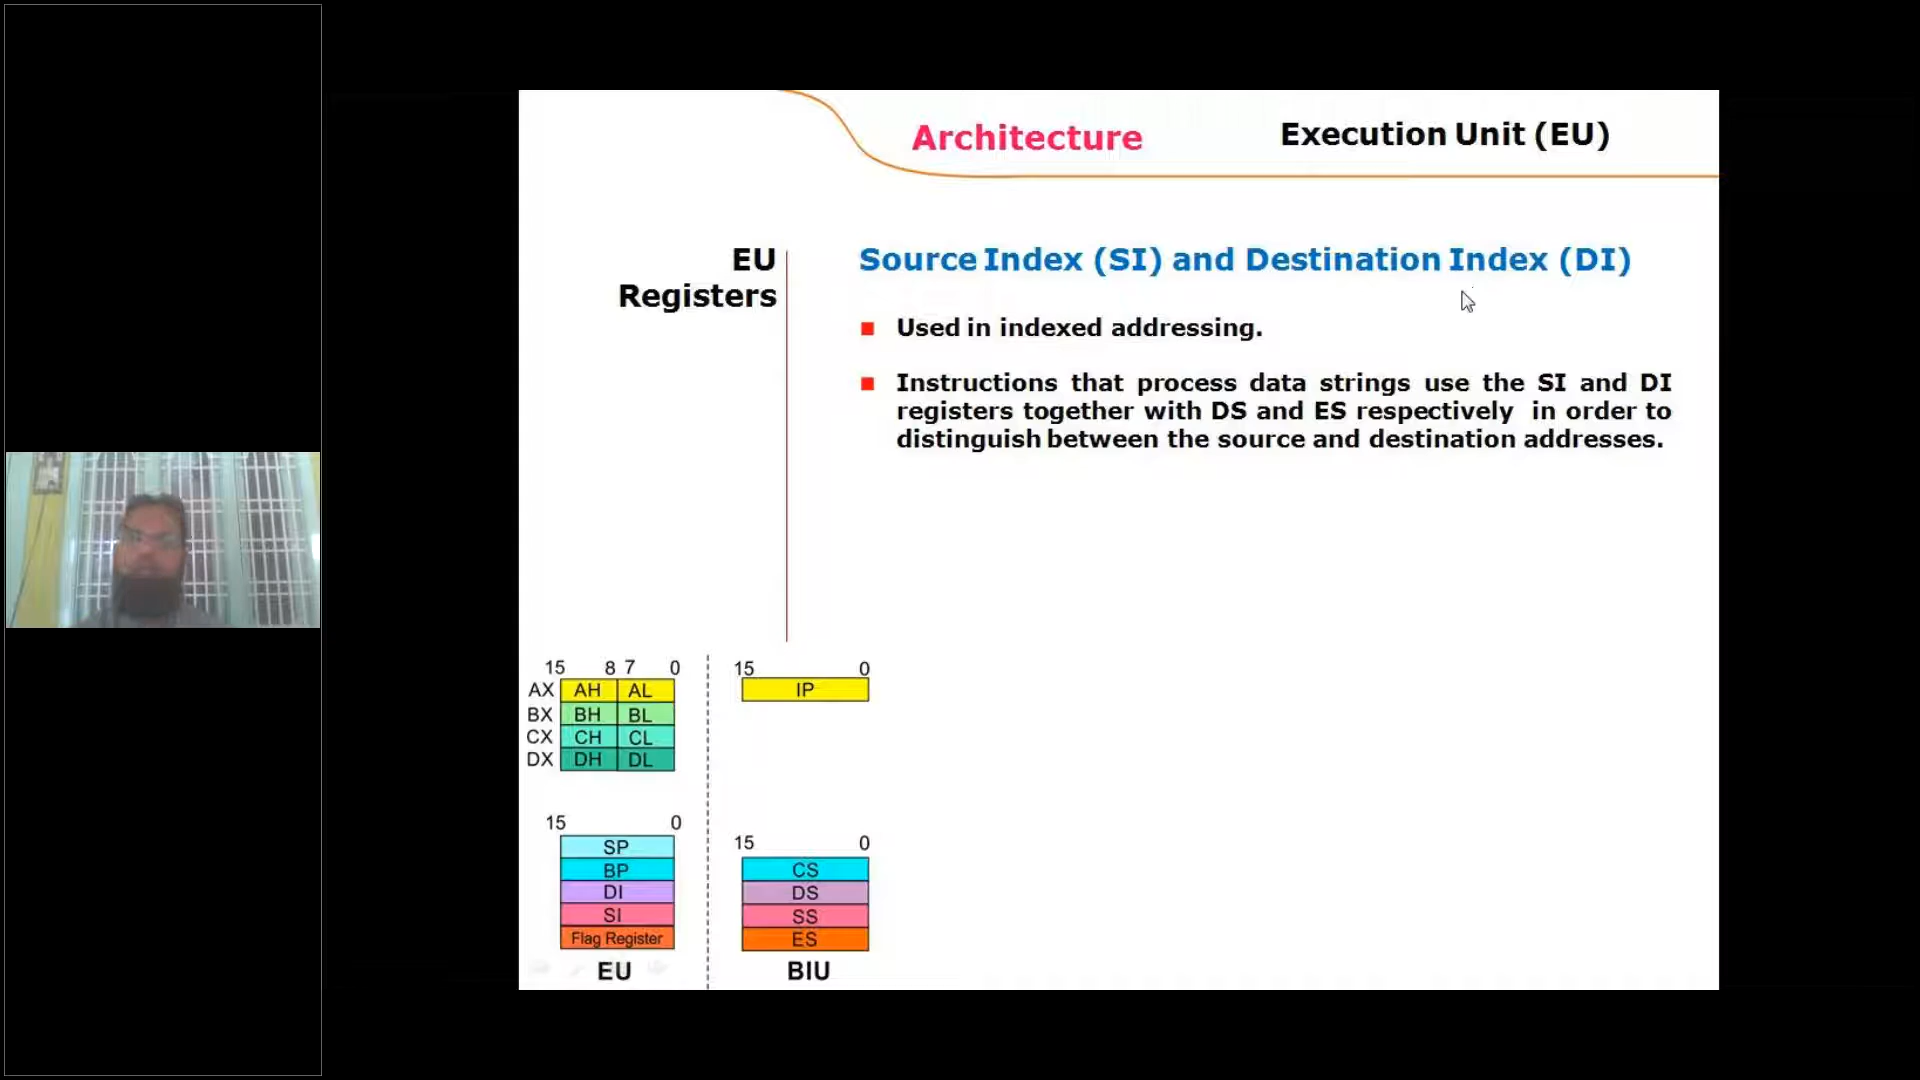 Architecture
Execution Unit (EU)
EU
Registers
Source Index (SI) and Destination Index (DI)
Used in indexed addressing.
Instructions that process data strings use the SI and DI
registers together with DS and ES respectively in order to
distinguish between the source and destination addresses.
15 8 7 0
AX AH AL
BX BH BL
CX CH CL
DX DH DL
15 0
SP
BP
DI
SI
Flag Register
EU
15 0
IP
15 0
CS
DS
SS
ES
BIU